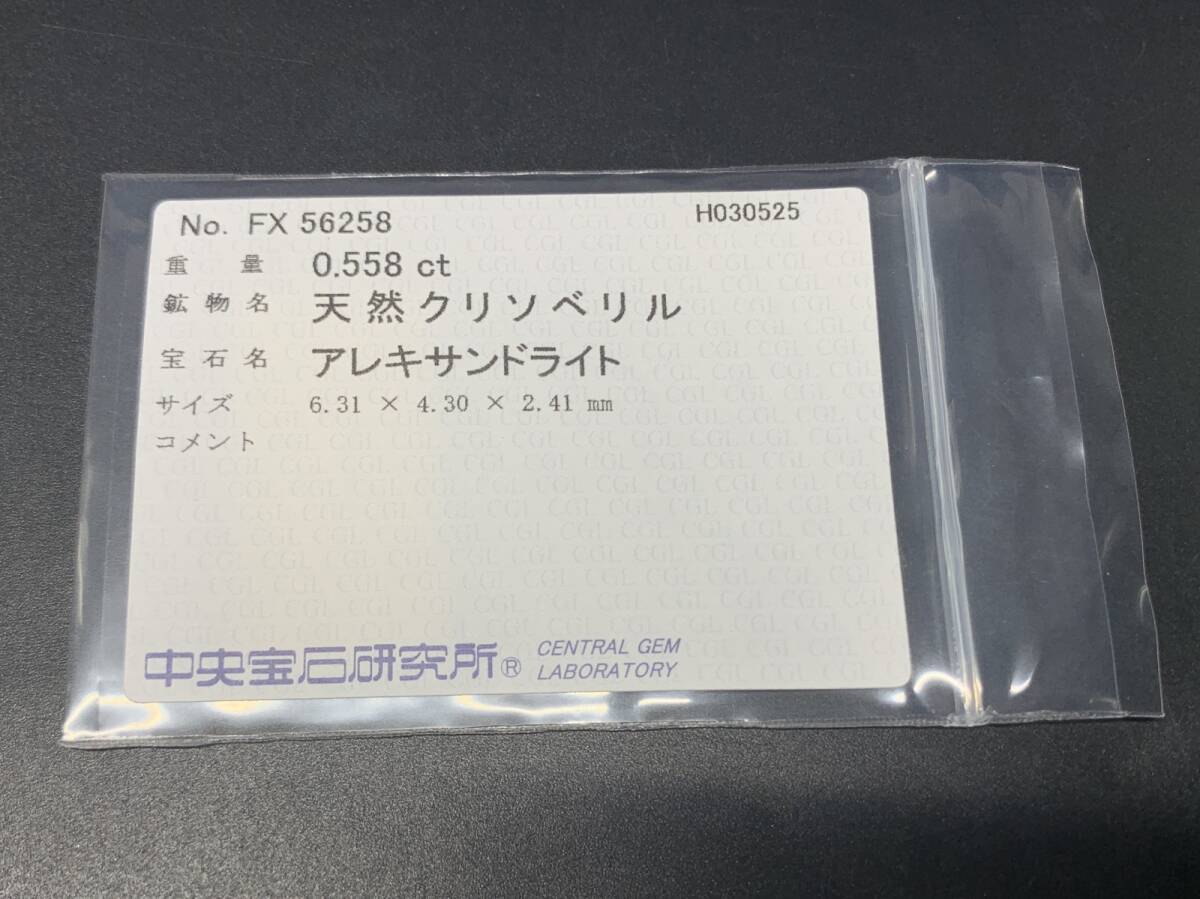 No. FX 56258 H030525
重量 0.558 ct
鉱物名 天然クリソベリル
宝石名 アレキサンドライト
サイズ 6.31 × 4.30 × 2.41 mm
コメント
中央宝石研究所® CENTRAL GEM
LABORATORY